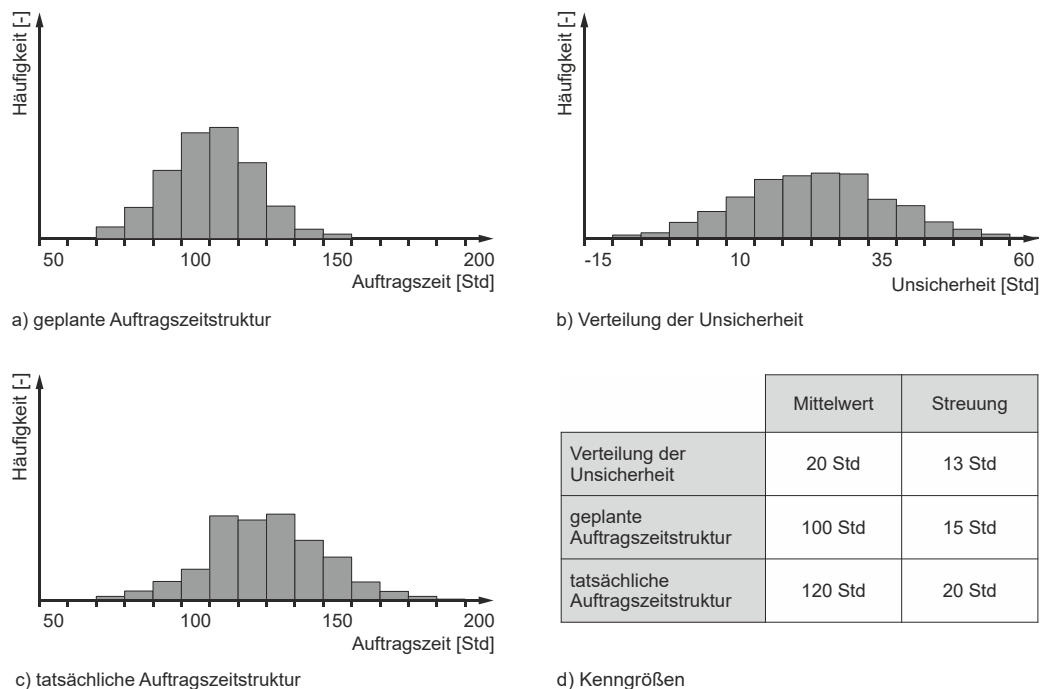 Häufigkeit [-]
50 100 150 200
Auftragszeit [Std]
a) geplante Auftragszeitstruktur
Häufigkeit [-]
-15 10 35 60
Unsicherheit [Std]
b) Verteilung der Unsicherheit
Häufigkeit [-]
50 100 150 200
Auftragszeit [Std]
c) tatsächliche Auftragszeitstruktur
Mittelwert Streuung
Verteilung der
Unsicherheit
20 Std 13 Std
geplante
Auftragszeitstruktur
100 Std 15 Std
tatsächliche
Auftragszeitstruktur
120 Std 20 Std
d) Kenngrößen